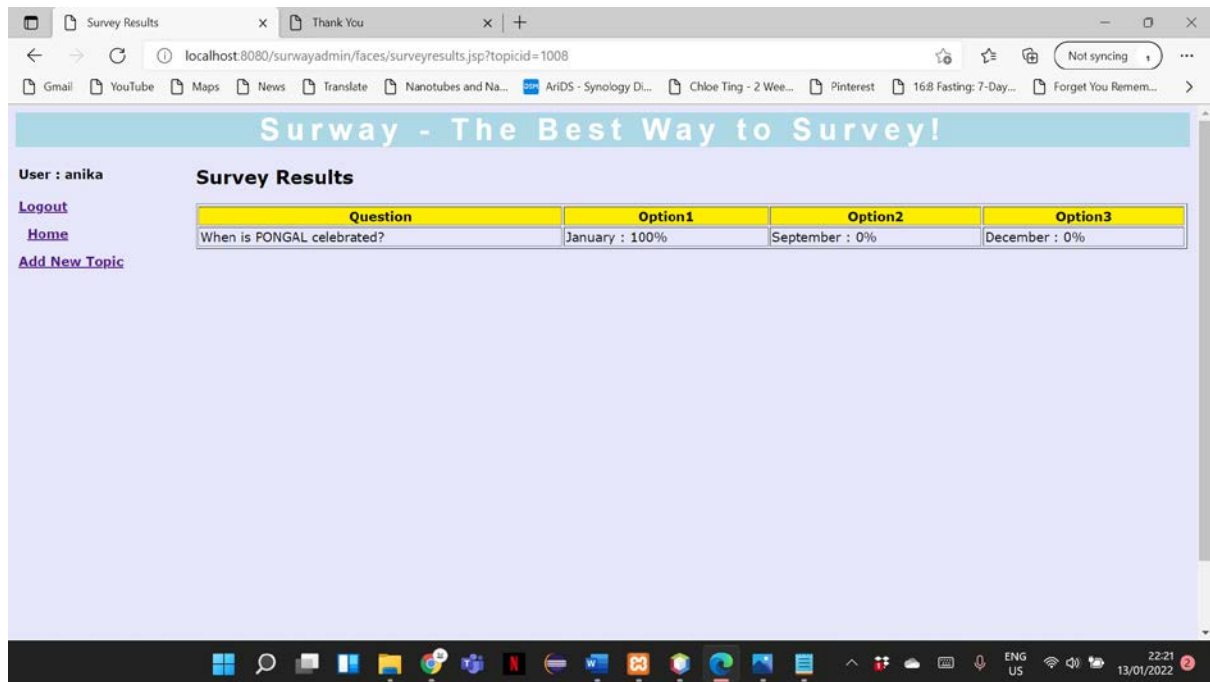 Survey Results
Thank You
localhost:8080/surwayadmin/faces/surveyresults.jsp?topicid=1008
Not syncing
Gmail YouTube Maps News Translate Nanotubes and Na... AriDS - Synology Di... Chloe Ting - 2 Wee... Pinterest 16:8 Fasting: 7-Day... Forget You Remem...
Surway - The Best Way to Survey!
User : anika
Logout
Home
Add New Topic
Survey Results
Question Option1 Option2 Option3
When is PONGAL celebrated? January : 100% September : 0% December : 0%
ENG
US
22:21
13/01/2022
2